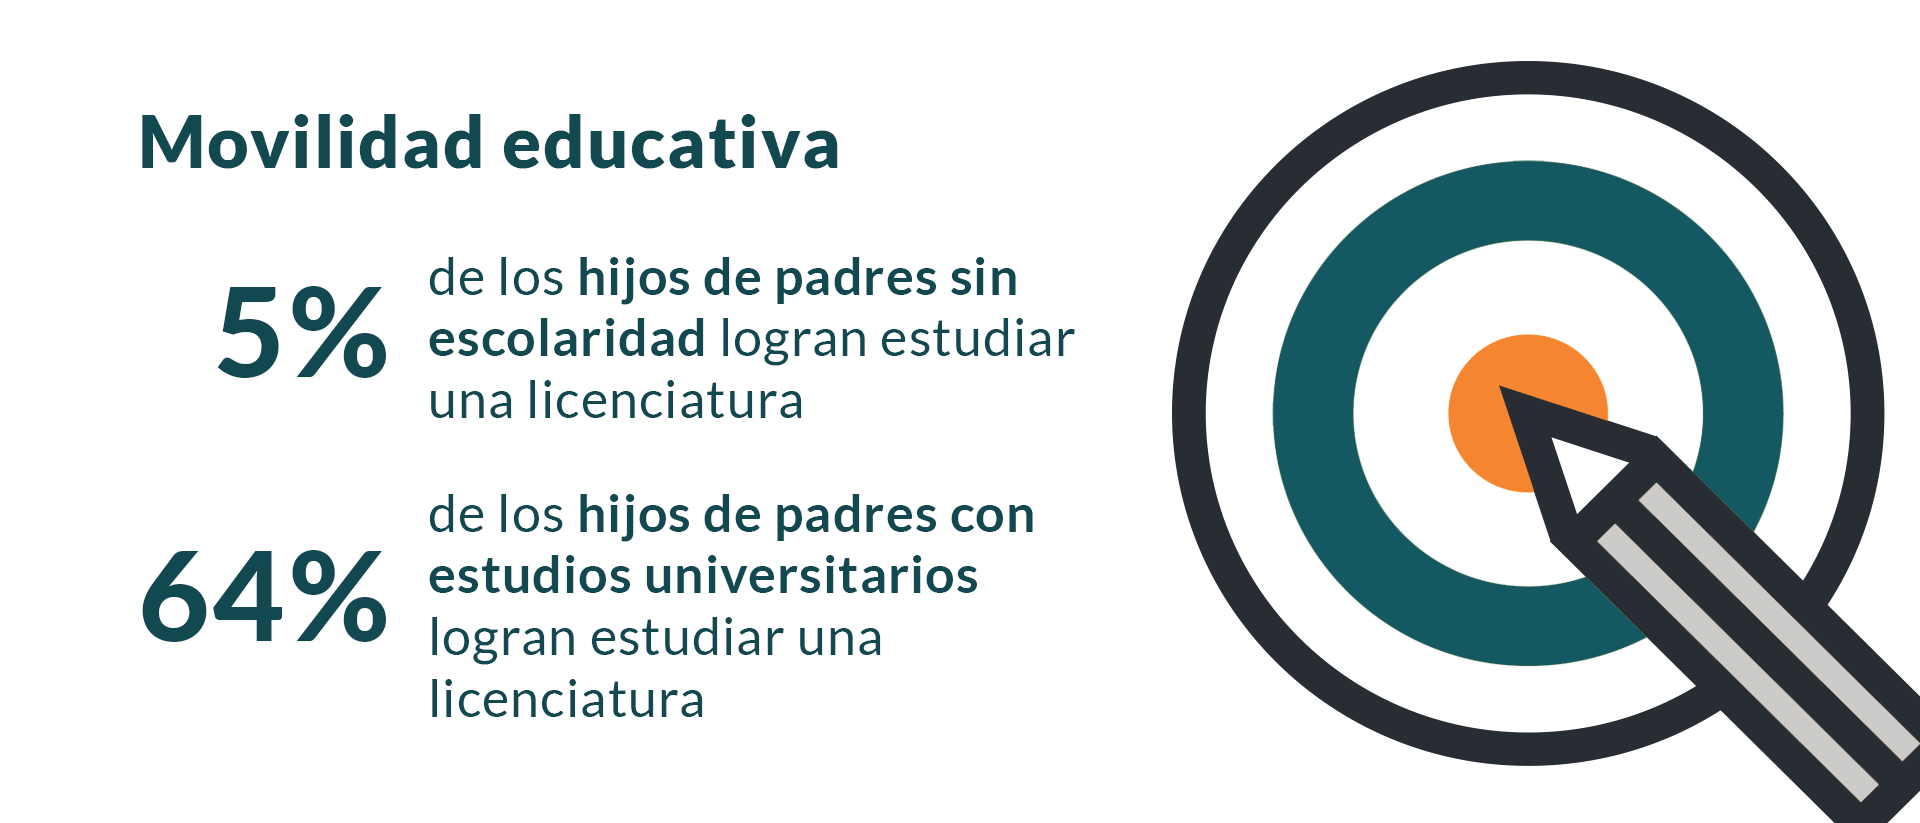 Movilidad educativa
5%
de los hijos de padres sin
escolaridad logran estudiar
una licenciatura
64%
de los hijos de padres con
estudios universitarios
logran estudiar una
licenciatura